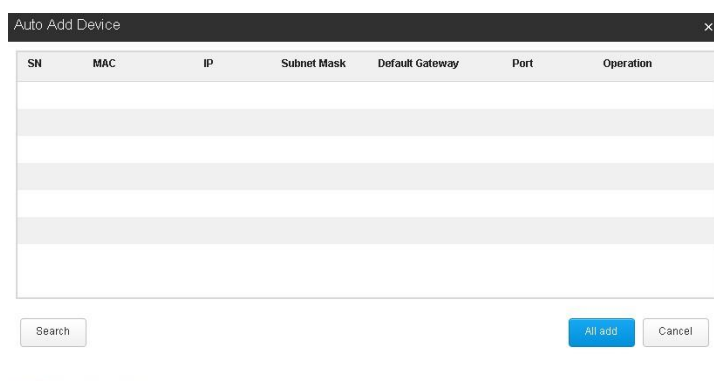 Auto Add Device ×
SN MAC IP Subnet Mask Default Gateway Port Operation
Search All add Cancel